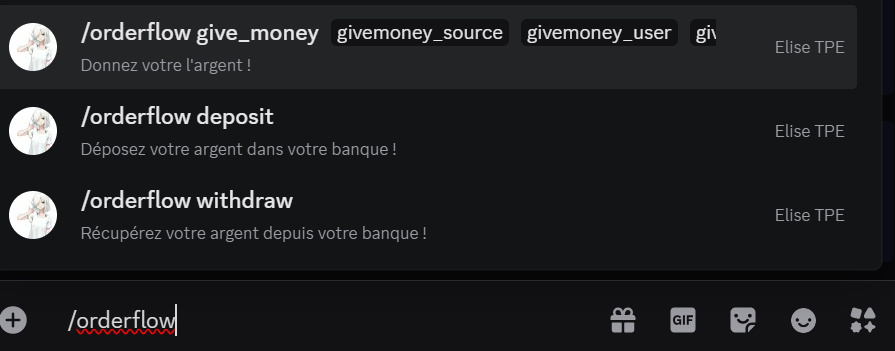 /orderflow give_money givemoney_source givemoney_user giv
Elise TPE
Donnez votre l'argent !
/orderflow deposit
Elise TPE
Déposez votre argent dans votre banque !
/orderflow withdraw
Elise TPE
Récupérez votre argent depuis votre banque !
/orderflow
GIF